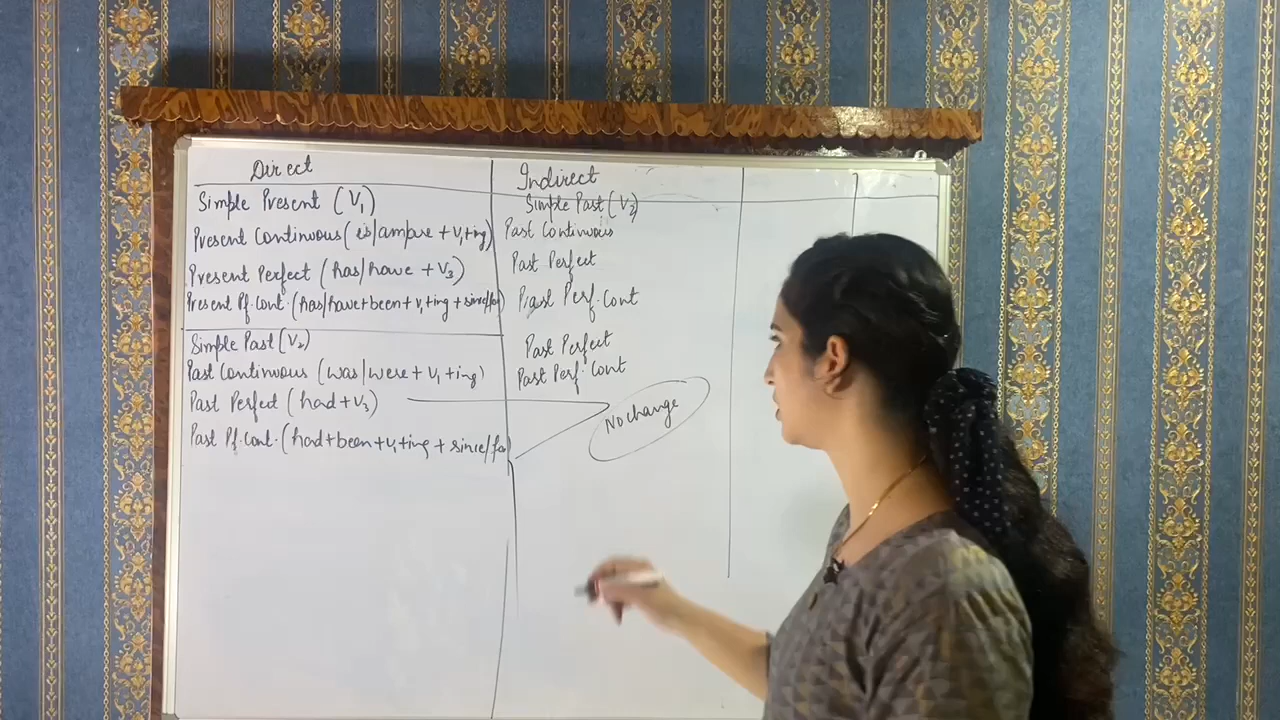 Direct Indirect
Simple Present (V1) Simple Past (V2)
Present Continuous (is/am/are + V1+ing) Past Continuous
Present Perfect (has/have + V3) Past Perfect
Present Pf. Cont. (has/have+been+V1+ing+since/for) Past Perf. Cont
Simple Past (V2) Past Perfect
Past Continuous (was/were + V1 +ing) Past Perf. Cont
Past Perfect (had+V3) No change
Past Pf. Cont. (had+been+V1+ing + since/for)